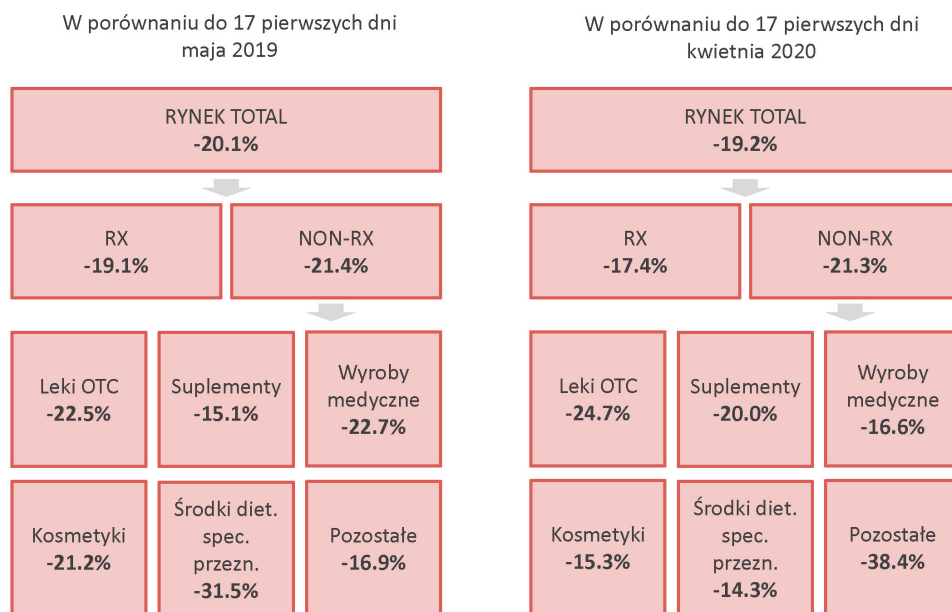 W porównaniu do 17 pierwszych dni
maja 2019
RYNEK TOTAL
-20.1%
RX
-19.1%
NON-RX
-21.4%
Leki OTC
-22.5%
Suplementy
-15.1%
Wyroby
medyczne
-22.7%
Kosmetyki
-21.2%
Środki diet.
spec.
przezn.
-31.5%
Pozostałe
-16.9%
W porównaniu do 17 pierwszych dni
kwietnia 2020
RYNEK TOTAL
-19.2%
RX
-17.4%
NON-RX
-21.3%
Leki OTC
-24.7%
Suplementy
-20.0%
Wyroby
medyczne
-16.6%
Kosmetyki
-15.3%
Środki diet.
spec.
przezn.
-14.3%
Pozostałe
-38.4%